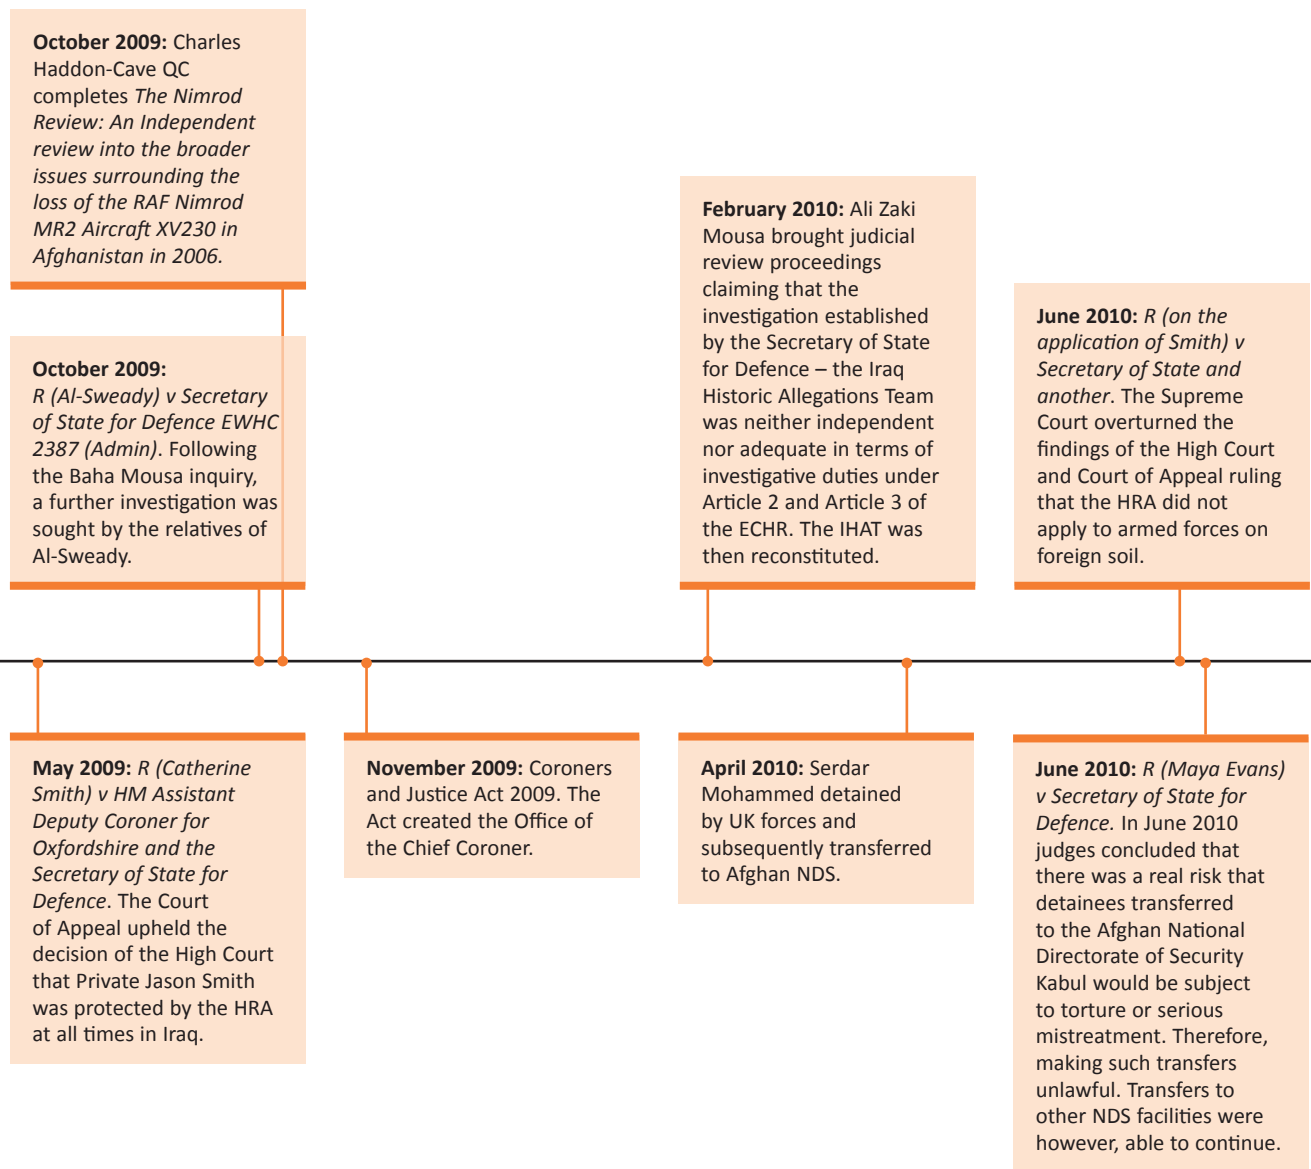 October 2009: Charles
Haddon-Cave QC
completes The Nimrod
Review: An Independent
review into the broader
issues surrounding the
loss of the RAF Nimrod
MR2 Aircraft XV230 in
Afghanistan in 2006.
October 2009:
R (Al-Sweady) v Secretary
of State for Defence EWHC
2387 (Admin). Following
the Baha Mousa inquiry,
a further investigation was
sought by the relatives of
Al-Sweady.
February 2010: Ali Zaki
Mousa brought judicial
review proceedings
claiming that the
investigation established
by the Secretary of State
for Defence – the Iraq
Historic Allegations Team
was neither independent
nor adequate in terms of
investigative duties under
Article 2 and Article 3 of
the ECHR. The IHAT was
then reconstituted.
June 2010: R (on the
application of Smith) v
Secretary of State and
another. The Supreme
Court overturned the
findings of the High Court
and Court of Appeal ruling
that the HRA did not
apply to armed forces on
foreign soil.
May 2009: R (Catherine
Smith) v HM Assistant
Deputy Coroner for
Oxfordshire and the
Secretary of State for
Defence. The Court
of Appeal upheld the
decision of the High Court
that Private Jason Smith
was protected by the HRA
at all times in Iraq.
November 2009: Coroners
and Justice Act 2009. The
Act created the Office of
the Chief Coroner.
April 2010: Serdar
Mohammed detained
by UK forces and
subsequently transferred
to Afghan NDS.
June 2010: R (Maya Evans)
v Secretary of State for
Defence. In June 2010
judges concluded that
there was a real risk that
detainees transferred
to the Afghan National
Directorate of Security
Kabul would be subject
to torture or serious
mistreatment. Therefore,
making such transfers
unlawful. Transfers to
other NDS facilities were
however, able to continue.